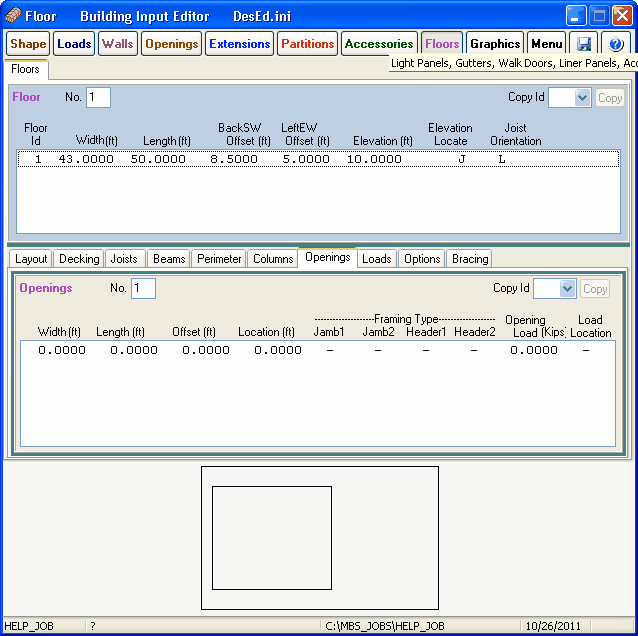 Floor Building Input Editor DesEd.ini
Shape Loads Walls Openings Extensions Partitions Accessories Floors Graphics Menu
Light Panels, Gutters, Walk Doors, Liner Panels, Acc
Floors
Floor No. 1 Copy Id Copy
Floor BackSW LeftEW Elevation Joist
Id Width(ft) Length (ft) Offset (ft) Offset (ft) Elevation (ft) Locate Orientation
1 43.0000 50.0000 8.5000 5.0000 10.0000 J L
Layout Decking Joists Beams Perimeter Columns Openings Loads Options Bracing
Openings No. 1 Copy Id Copy
Framing Type Opening Load
Width (ft) Length (ft) Offset (ft) Location (ft) Jamb1 Jamb2 Header1 Header2 Load (Kips) Location
0.0000 0.0000 0.0000 0.0000 - - - - 0.0000 -
HELP_JOB ? C:\MBS_JOBS\HELP_JOB 10/26/2011